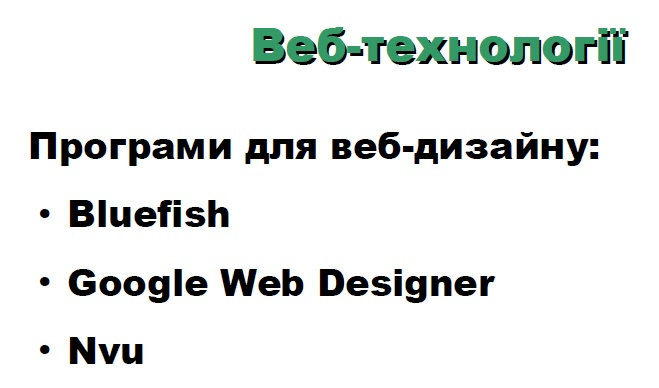 Веб-технології
Програми для веб-дизайну:
• Bluefish
• Google Web Designer
• Nvu